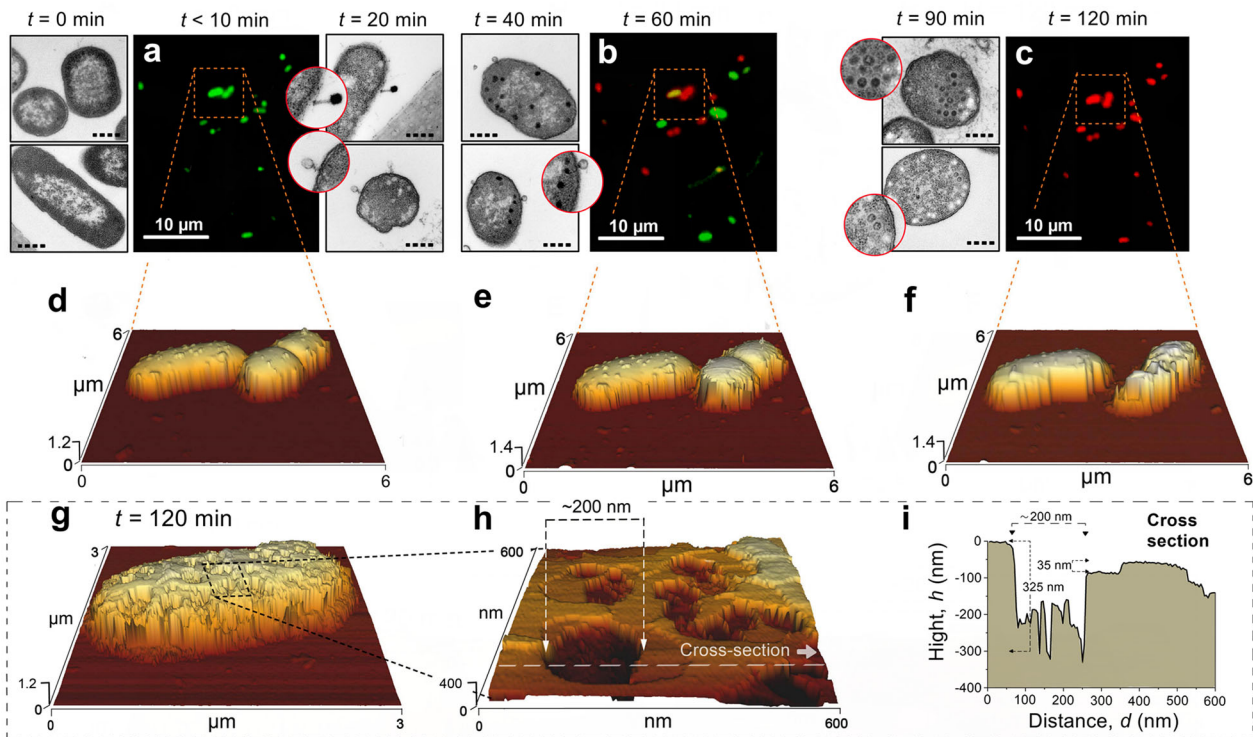 t = 0 min
t < 10 min
t = 20 min
t = 40 min
t = 60 min
t = 90 min
t = 120 min
a
b
c
10 µm
10 µm
10 µm
d
e
f
6
µm
1.2
0
0
µm
6
6
µm
1.4
0
0
µm
6
6
µm
1.4
0
0
µm
6
g
t = 120 min
3
µm
1.2
0
0
µm
3
h
~200 nm
600
nm
Cross-section
400
0
0
nm
600
i
~200 nm
Cross
section
35 nm
325 nm
Hight, h (nm)
0
-100
-200
-300
-400
0
100
200
300
400
500
600
Distance, d (nm)